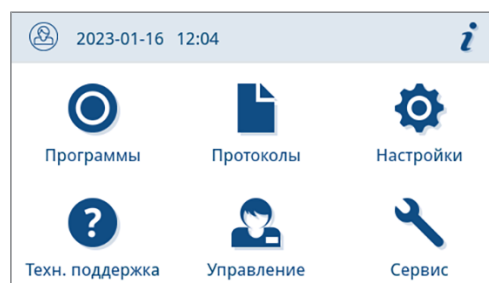 2023-01-16 12:04 i
Программы Протоколы Настройки
?
Техн. поддержка Управление Сервис